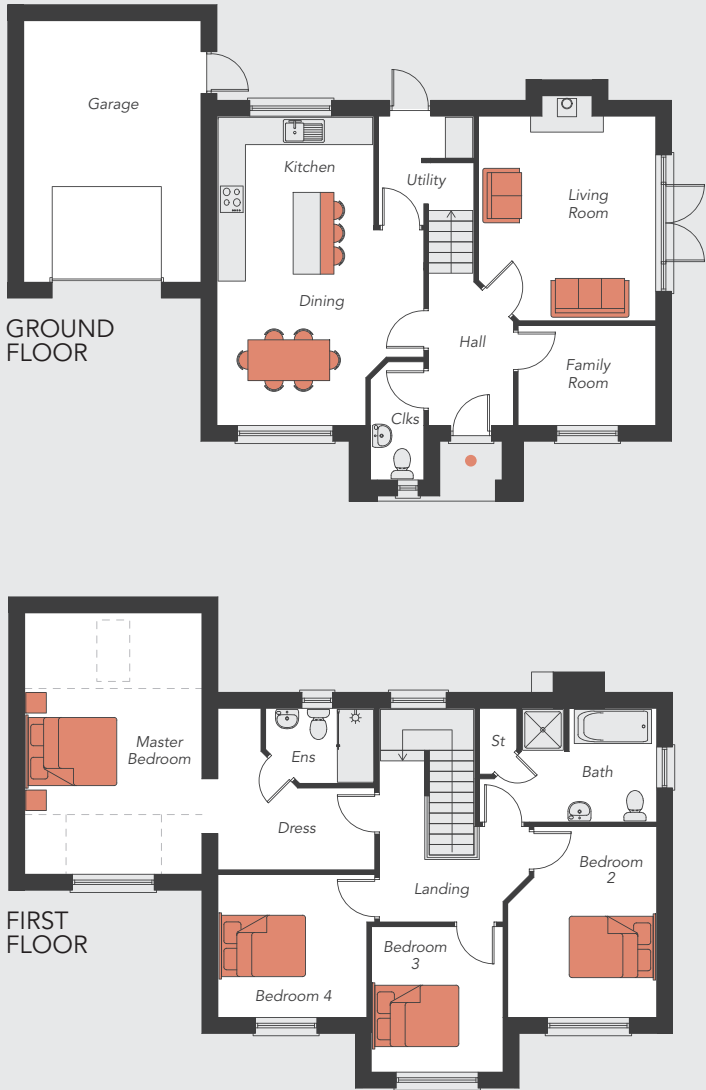 Garage
Kitchen
Utility
Living
Room
Dining
GROUND
FLOOR
Hall
Family
Room
Clks
Master
Bedroom
Ens
St
Bath
Dress
Bedroom
2
Landing
FIRST
FLOOR
Bedroom
3
Bedroom 4